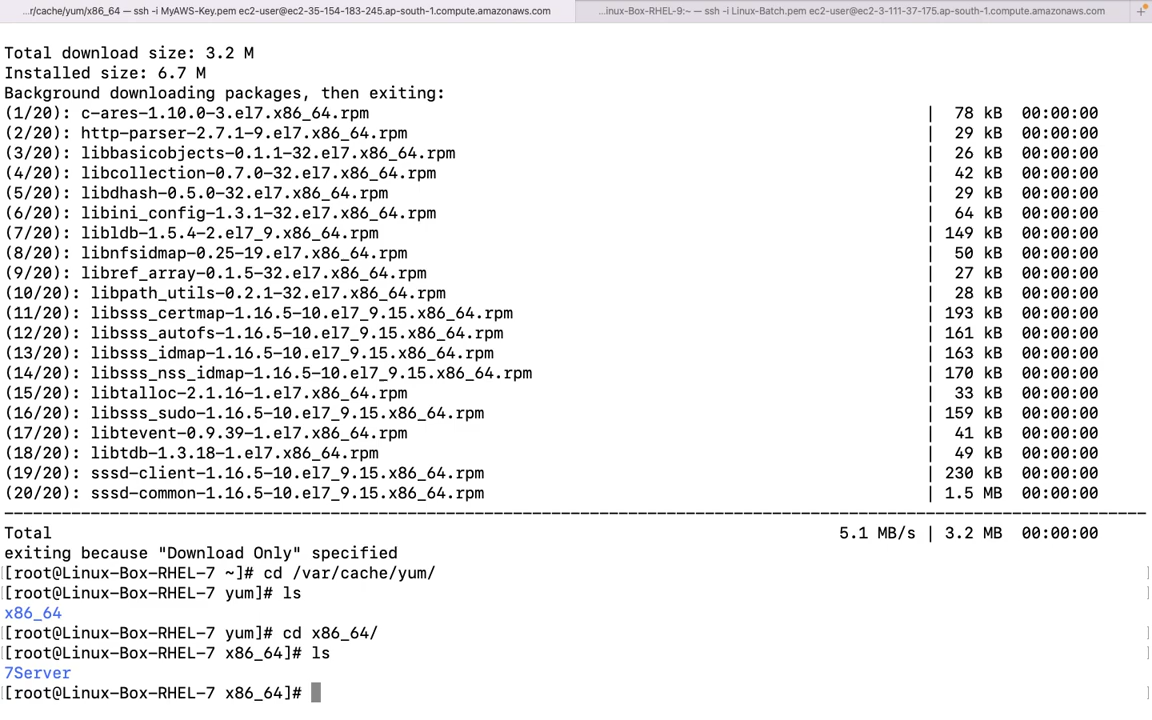 ...r/cache/yum/x86_64 — ssh -i MyAWS-Key.pem ec2-user@ec2-35-154-183-245.ap-south-1.compute.amazonaws.com
...inux-Box-RHEL-9:~ — ssh -i Linux-Batch.pem ec2-user@ec2-3-111-37-175.ap-south-1.compute.amazonaws.com
Total download size: 3.2 M
Installed size: 6.7 M
Background downloading packages, then exiting:
(1/20): c-ares-1.10.0-3.el7.x86_64.rpm | 78 kB 00:00:00
(2/20): http-parser-2.7.1-9.el7.x86_64.rpm | 29 kB 00:00:00
(3/20): libbasicobjects-0.1.1-32.el7.x86_64.rpm | 26 kB 00:00:00
(4/20): libcollection-0.7.0-32.el7.x86_64.rpm | 42 kB 00:00:00
(5/20): libdhash-0.5.0-32.el7.x86_64.rpm | 29 kB 00:00:00
(6/20): libini_config-1.3.1-32.el7.x86_64.rpm | 64 kB 00:00:00
(7/20): libldb-1.5.4-2.el7_9.x86_64.rpm | 149 kB 00:00:00
(8/20): libnfsidmap-0.25-19.el7.x86_64.rpm | 50 kB 00:00:00
(9/20): libref_array-0.1.5-32.el7.x86_64.rpm | 27 kB 00:00:00
(10/20): libpath_utils-0.2.1-32.el7.x86_64.rpm | 28 kB 00:00:00
(11/20): libsss_certmap-1.16.5-10.el7_9.15.x86_64.rpm | 193 kB 00:00:00
(12/20): libsss_autofs-1.16.5-10.el7_9.15.x86_64.rpm | 161 kB 00:00:00
(13/20): libsss_idmap-1.16.5-10.el7_9.15.x86_64.rpm | 163 kB 00:00:00
(14/20): libsss_nss_idmap-1.16.5-10.el7_9.15.x86_64.rpm | 170 kB 00:00:00
(15/20): libtalloc-2.1.16-1.el7.x86_64.rpm | 33 kB 00:00:00
(16/20): libsss_sudo-1.16.5-10.el7_9.15.x86_64.rpm | 159 kB 00:00:00
(17/20): libtevent-0.9.39-1.el7.x86_64.rpm | 41 kB 00:00:00
(18/20): libtdb-1.3.18-1.el7.x86_64.rpm | 49 kB 00:00:00
(19/20): sssd-client-1.16.5-10.el7_9.15.x86_64.rpm | 230 kB 00:00:00
(20/20): sssd-common-1.16.5-10.el7_9.15.x86_64.rpm | 1.5 MB 00:00:00
Total 5.1 MB/s | 3.2 MB 00:00:00
exiting because "Download Only" specified
[root@Linux-Box-RHEL-7 ~]# cd /var/cache/yum/
[root@Linux-Box-RHEL-7 yum]# ls
x86_64
[root@Linux-Box-RHEL-7 yum]# cd x86_64/
[root@Linux-Box-RHEL-7 x86_64]# ls
7Server
[root@Linux-Box-RHEL-7 x86_64]#